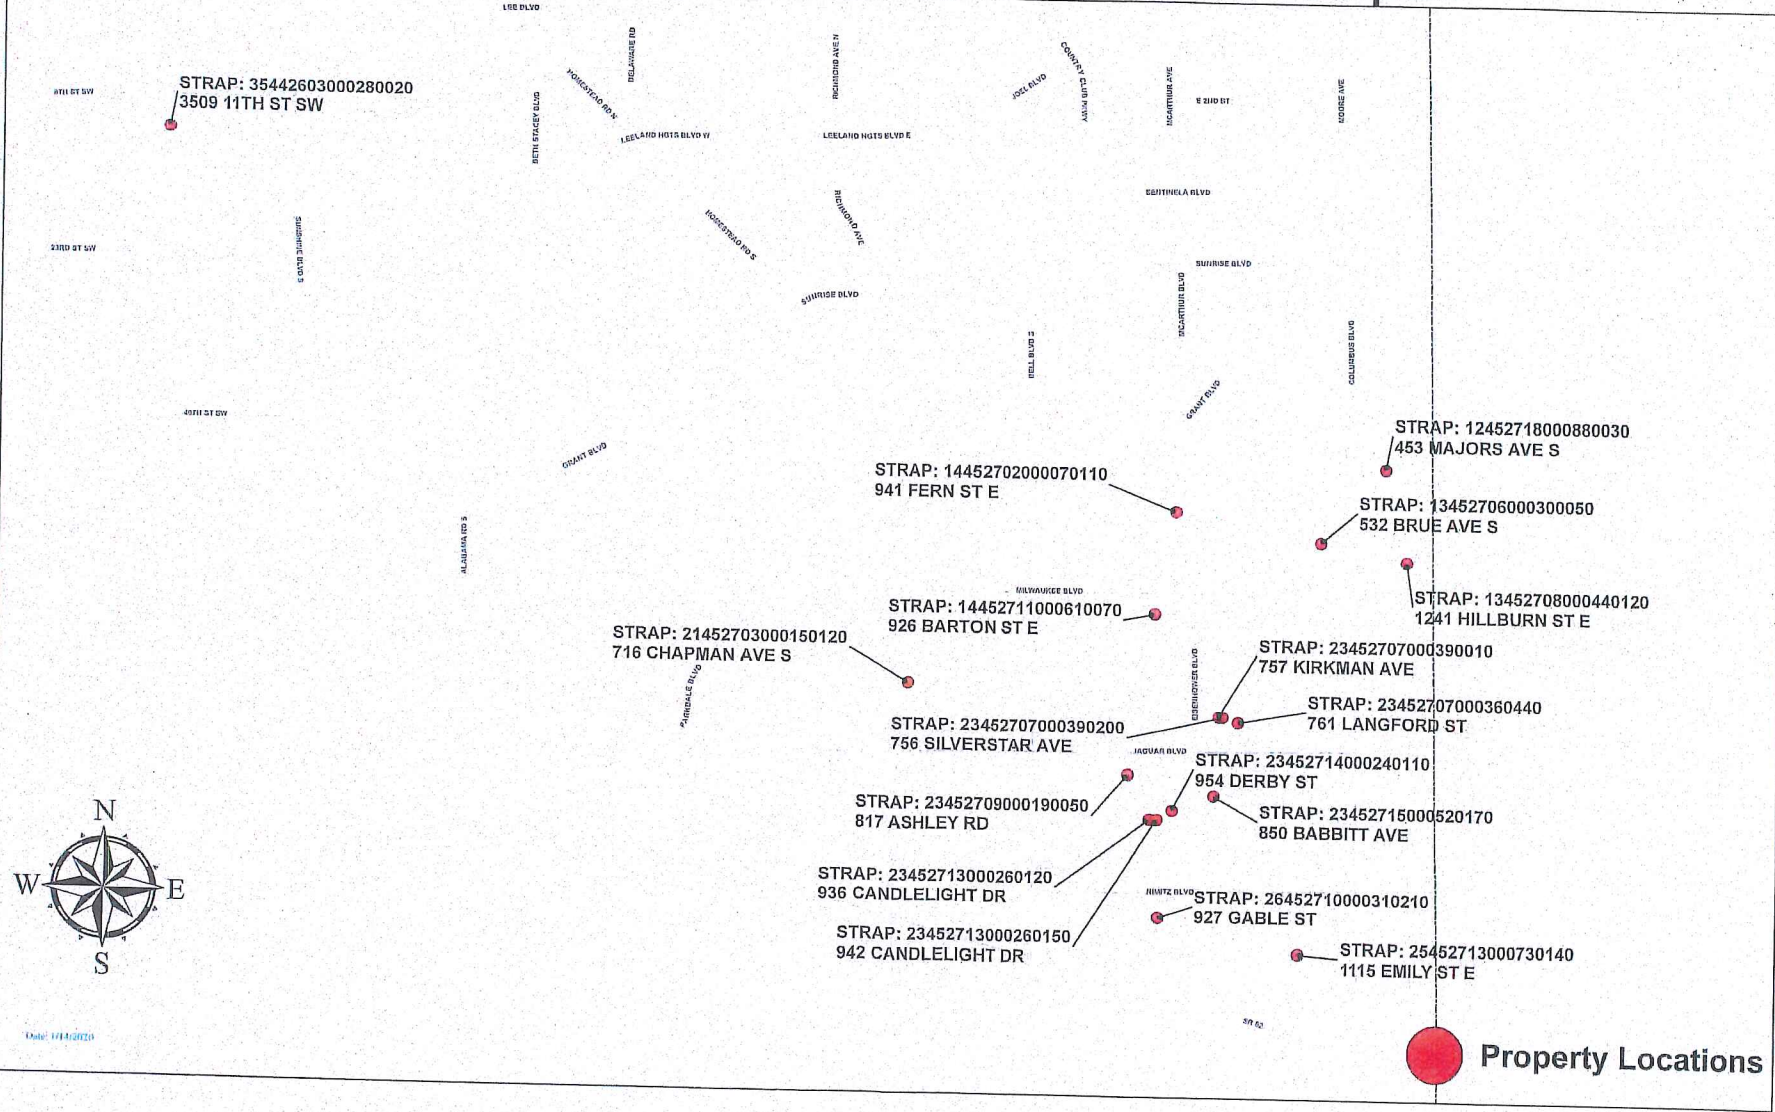 LEE BLVD
DELAWARE RD
RICHMOND AVE N
COUNTRY CLUB PKWY
JOEL BLVD
MCARTHUR AVE
E 2ND ST
MOORE AVE
8TH ST SW
STRAP: 35442603000280020
3509 11TH ST SW
HOMESTEAD RD N
BETH STACEY BLVD
LEELAND HGTS BLVD W
LEELAND HGTS BLVD E
SENTINELA BLVD
RICHMOND AVE
HOMESTEAD RD S
23RD ST SW
SUNSHINE BLVD S
SUNRISE BLVD
SUNRISE BLVD
MCARTHUR BLVD
BELL BLVD S
COLUMBUS BLVD
GRANT BLVD
40TH ST SW
GRANT BLVD
STRAP: 12452718000880030
453 MAJORS AVE S
STRAP: 14452702000070110
941 FERN ST E
STRAP: 13452706000300050
532 BRUE AVE S
ALABAMA RD S
MILWAUKEE BLVD
STRAP: 13452708000440120
1241 HILLBURN ST E
STRAP: 14452711000610070
926 BARTON ST E
STRAP: 21452703000150120
716 CHAPMAN AVE S
PARKDALE BLVD
EISENHOWER BLVD
STRAP: 23452707000390010
757 KIRKMAN AVE
STRAP: 23452707000360440
761 LANGFORD ST
STRAP: 23452707000390200
756 SILVERSTAR AVE
JAGUAR BLVD
STRAP: 23452714000240110
954 DERBY ST
STRAP: 23452709000190050
817 ASHLEY RD
STRAP: 23452715000520170
850 BABBITT AVE
STRAP: 23452713000260120
936 CANDLELIGHT DR
NIMITZ BLVD
STRAP: 26452710000310210
927 GABLE ST
STRAP: 23452713000260150
942 CANDLELIGHT DR
STRAP: 25452713000730140
1115 EMILY ST E
N
W
E
S
SR 82
Date: 1/14/2020
Property Locations